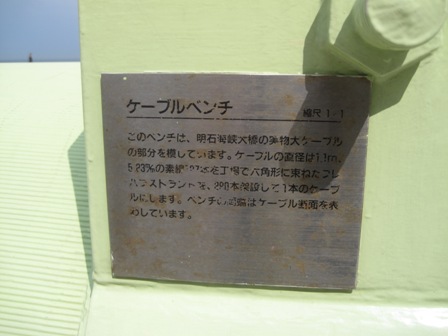 ケーブルベンチ 縮尺 1:1
このベンチは、明石海峡大橋の実物大ケーブル
の部分を模しています。ケーブルの直径は1.1m、
5.23%の素線127本を工場で六角形に束ねたプレ
ハブストランドを、290本架設して1本のケーブ
ルにします。ベンチの両端はケーブル断面を表
わしています。